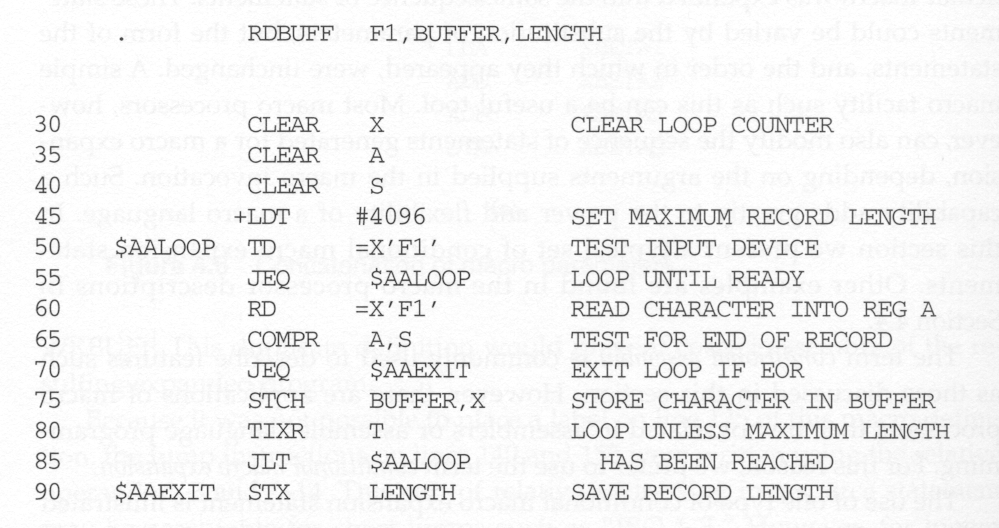 .        RDBUFF   F1,BUFFER,LENGTH
30            CLEAR    X           CLEAR LOOP COUNTER
35            CLEAR    A
40            CLEAR    S
45           +LDT      #4096       SET MAXIMUM RECORD LENGTH
50   $AALOOP  TD       =X'F1'      TEST INPUT DEVICE
55            JEQ      $AALOOP     LOOP UNTIL READY
60            RD       =X'F1'      READ CHARACTER INTO REG A
65            COMPR    A,S         TEST FOR END OF RECORD
70            JEQ      $AAEXIT     EXIT LOOP IF EOR
75            STCH     BUFFER,X    STORE CHARACTER IN BUFFER
80            TIXR     T           LOOP UNLESS MAXIMUM LENGTH
85            JLT      $AALOOP     HAS BEEN REACHED
90   $AAEXIT  STX      LENGTH      SAVE RECORD LENGTH